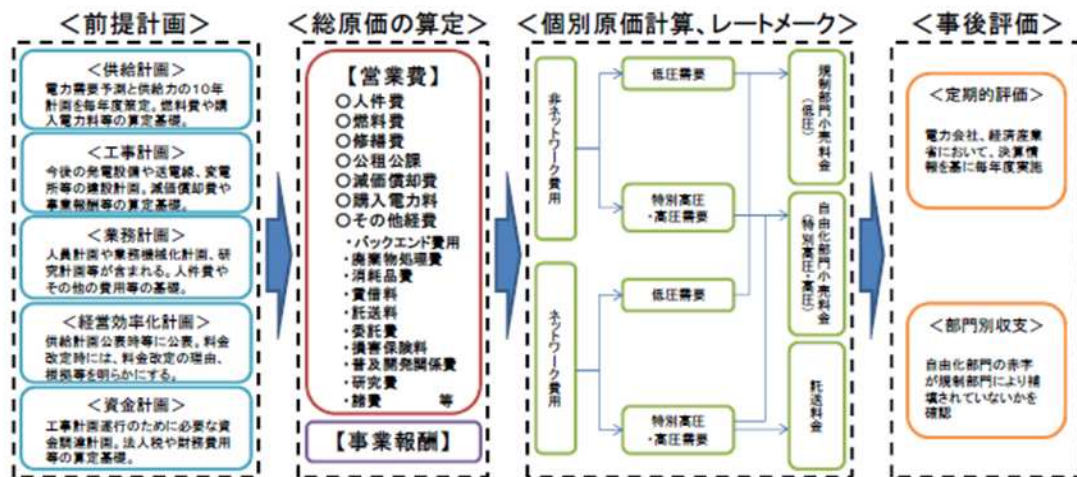 ＜前提計画＞
＜供給計画＞
電力需要予測と供給力の10年
計画を毎年度策定。燃料費や購
入電力料等の算定基礎。
＜工事計画＞
今後の発電設備や送電線、変電
所等の建設計画。減価償却費や
事業報酬等の算定基礎。
＜業務計画＞
人員計画や業務機械化計画、研
究計画等が含まれる。人件費や
その他の費用等の基礎。
＜経営効率化計画＞
供給計画公表時等に公表。料金
改定時には、料金改定の理由、
根拠等を明らかにする。
＜資金計画＞
工事計画遂行のために必要な資
金調達計画。法人税や財務費用
等の算定基礎。
＜総原価の算定＞
【営業費】
○人件費
○燃料費
○修繕費
○公租公課
○減価償却費
○購入電力料
○その他経費
・バックエンド費用
・廃棄物処理費
・消耗品費
・賃借料
・託送料
・委託費
・損害保険料
・普及開発関係費
・研究費
・諸費　等
【事業報酬】
＜個別原価計算、レートメーク＞
非ネットワーク費用
低圧需要
特別高圧
・高圧需要
ネットワーク費用
低圧需要
特別高圧
・高圧需要
規制部門小売料金
（低圧）
自由化部門小売料金
（特別高圧・高圧）
託送料金
＜事後評価＞
＜定期的評価＞
電力会社、経済産業
省において、決算情
報を基に毎年度実施
＜部門別収支＞
自由化部門の赤字
が規制部門により補
填されていないかを
確認